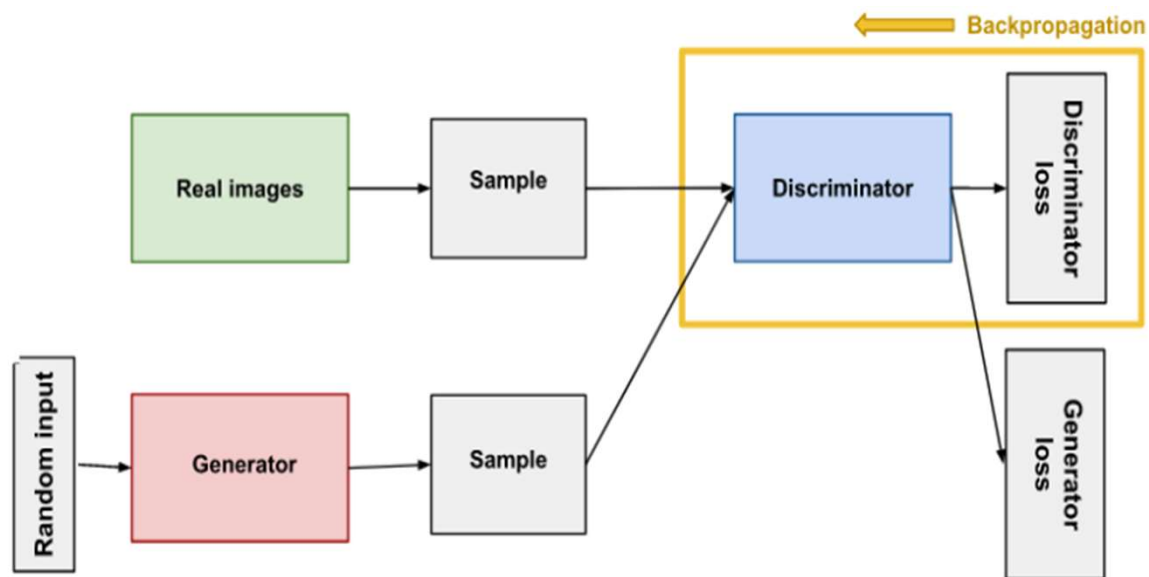 Backpropagation
Real images
Sample
Discriminator
Discriminator
loss
Random input
Generator
Sample
Generator
loss